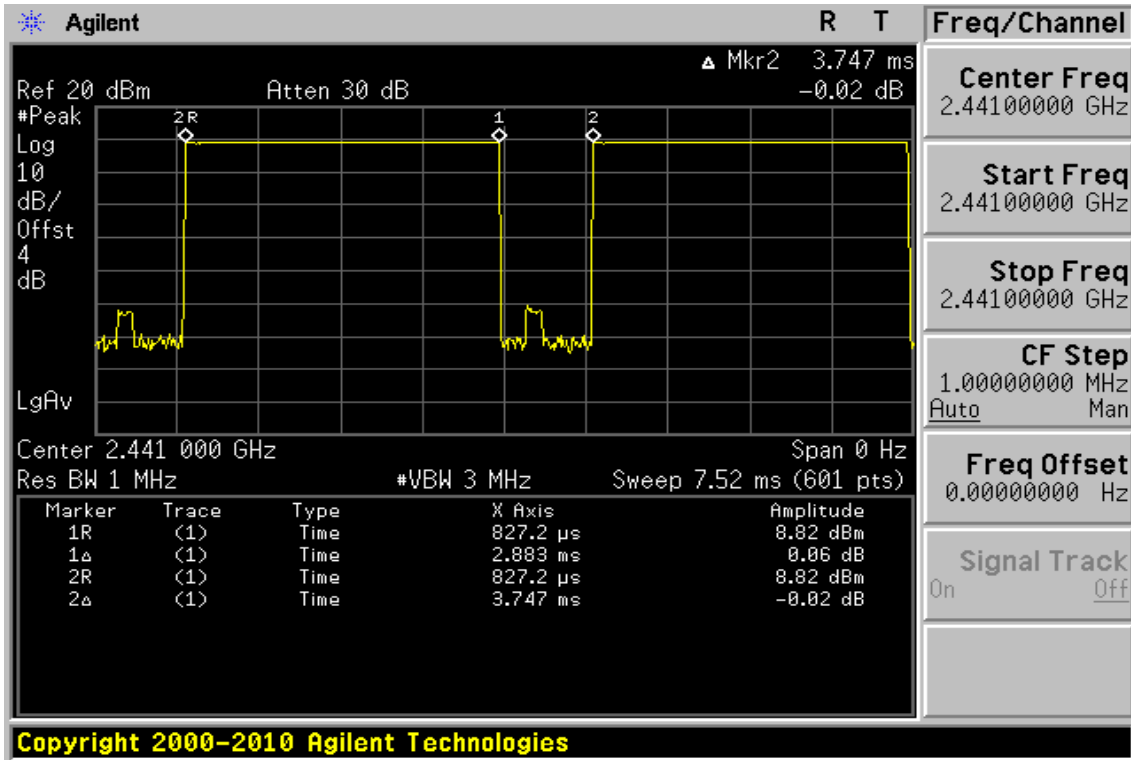 Agilent R T
Δ Mkr2 3.747 ms
Ref 20 dBm Atten 30 dB -0.02 dB
#Peak
Log
10
dB/
Offst
4
dB
LgAv
2R 1 2
Center 2.441 000 GHz Span 0 Hz
Res BW 1 MHz #VBW 3 MHz Sweep 7.52 ms (601 pts)
Marker Trace Type X Axis Amplitude
1R (1) Time 827.2 µs 8.82 dBm
1Δ (1) Time 2.883 ms 0.06 dB
2R (1) Time 827.2 µs 8.82 dBm
2Δ (1) Time 3.747 ms -0.02 dB
Freq/Channel
Center Freq
2.44100000 GHz
Start Freq
2.44100000 GHz
Stop Freq
2.44100000 GHz
CF Step
1.00000000 MHz
Auto Man
Freq Offset
0.00000000 Hz
Signal Track
On Off
Copyright 2000-2010 Agilent Technologies